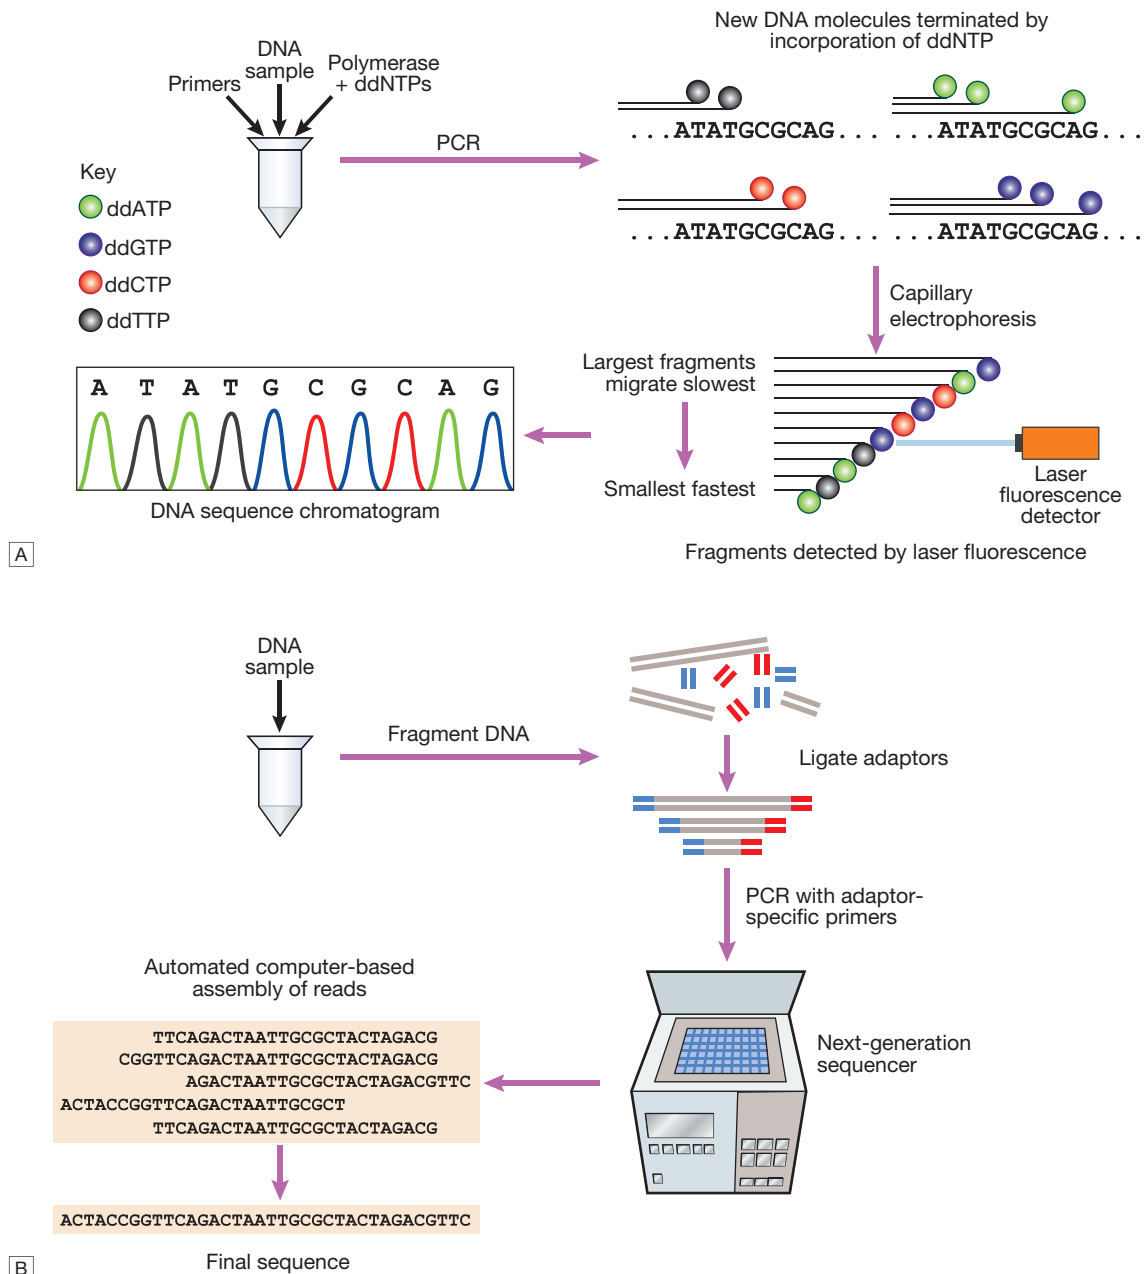 New DNA molecules terminated by
incorporation of ddNTP
DNA
sample
Primers
Polymerase
+ ddNTPs
PCR
...ATATGCGCAG...
...ATATGCGCAG...
...ATATGCGCAG...
...ATATGCGCAG...
Key
ddATP
ddGTP
ddCTP
ddTTP
Capillary
electrophoresis
Largest fragments
migrate slowest
Smallest fastest
Laser
fluorescence
detector
Fragments detected by laser fluorescence
A T A T G C G C A G
DNA sequence chromatogram
A
DNA
sample
Fragment DNA
Ligate adaptors
PCR with adaptor-
specific primers
Next-generation
sequencer
Automated computer-based
assembly of reads
TTCAGACTAATTGCGCTACTAGACG
CGGTTCAGACTAATTGCGCTACTAGACG
AGACTAATTGCGCTACTAGACGTTC
ACTACCGGTTCAGACTAATTGCGCT
TTCAGACTAATTGCGCTACTAGACG
ACTACCGGTTCAGACTAATTGCGCTACTAGACGTTC
Final sequence
B